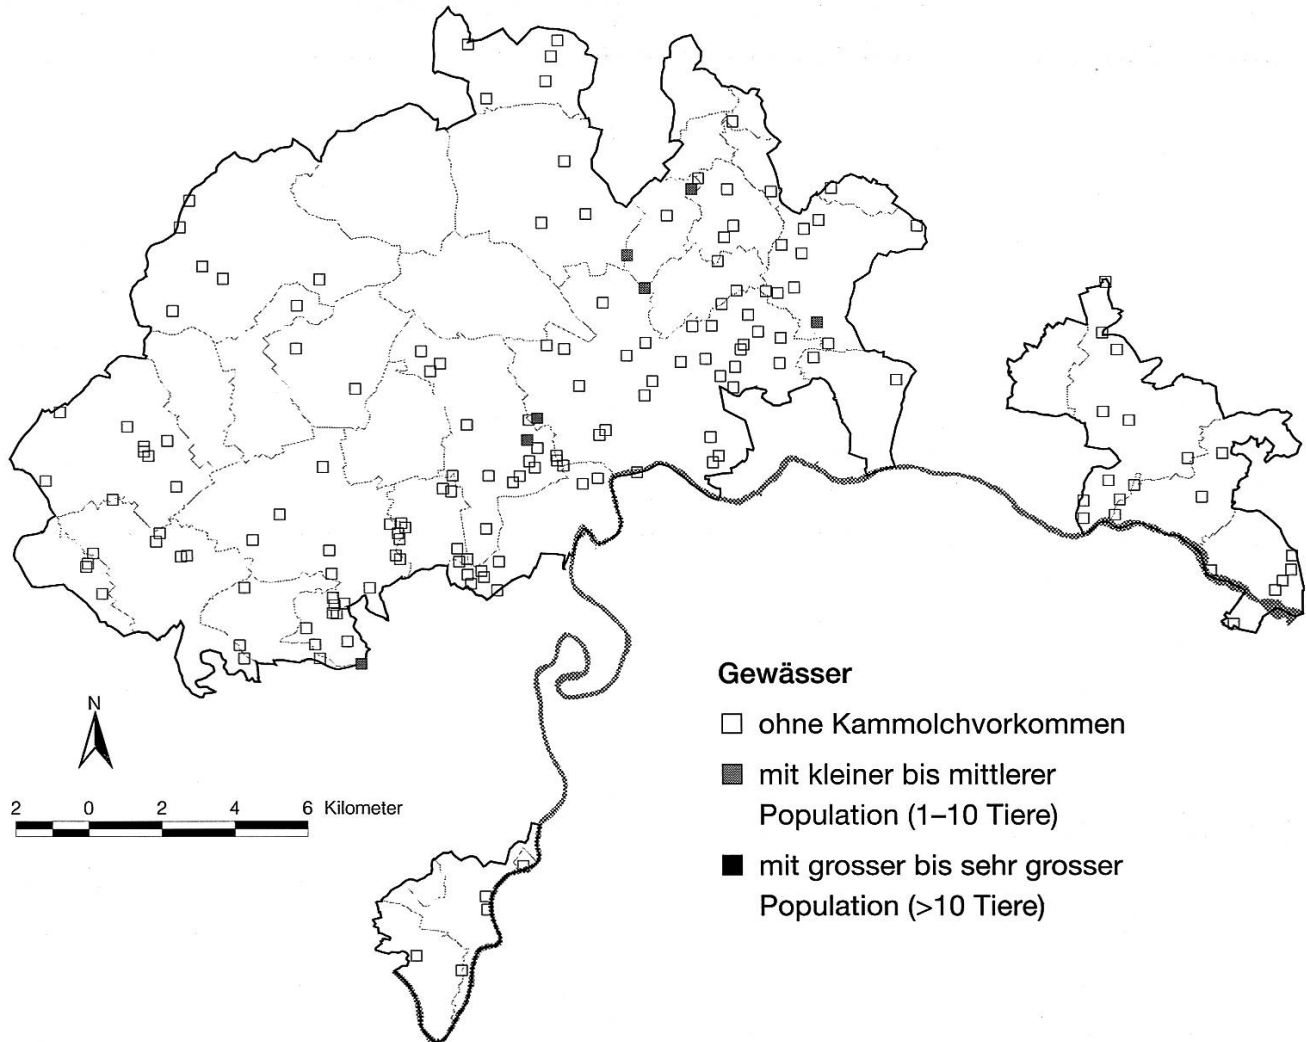 Gewässer
ohne Kammolchvorkommen
mit kleiner bis mittlerer
Population (1–10 Tiere)
mit grosser bis sehr grosser
Population (>10 Tiere)
N
2 0 2 4 6 Kilometer